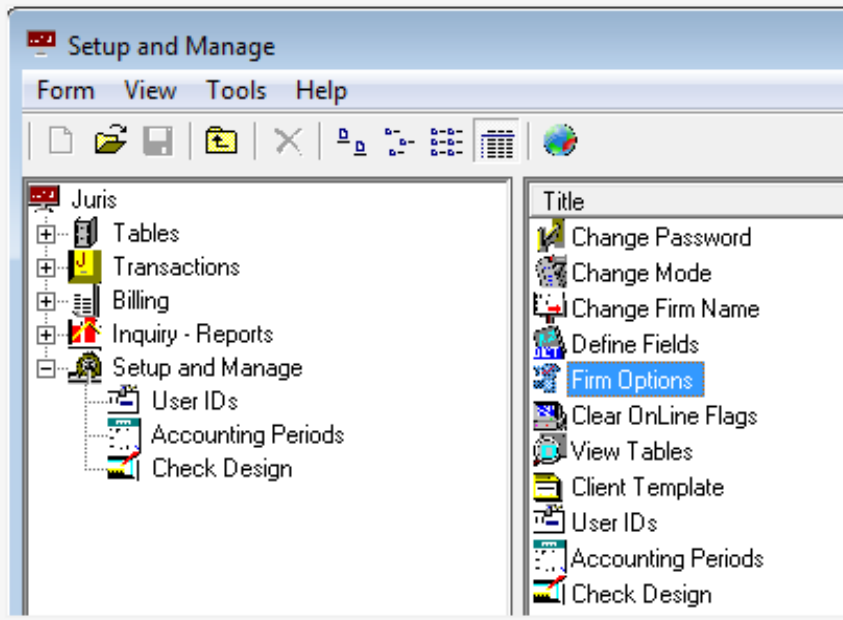 Setup and Manage
Form View Tools Help
Juris
Tables
Transactions
Billing
Inquiry - Reports
Setup and Manage
User IDs
Accounting Periods
Check Design
Title
Change Password
Change Mode
Change Firm Name
Define Fields
Firm Options
Clear OnLine Flags
View Tables
Client Template
User IDs
Accounting Periods
Check Design